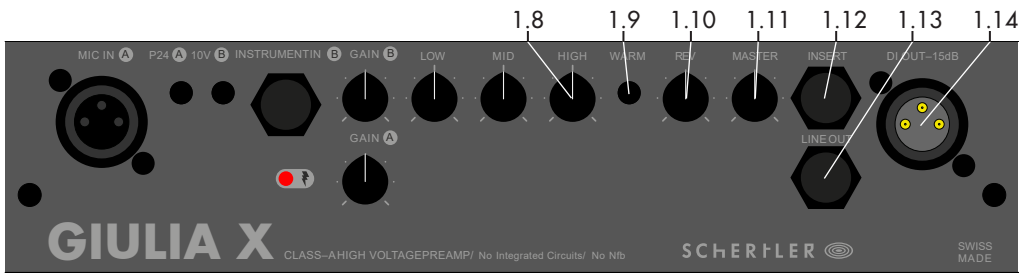 1.8 1.9 1.10 1.11 1.12 1.13 1.14
MIC IN A P24 A 10V B INSTRUMENTIN B GAIN B LOW MID HIGH WARM REV MASTER INSERT DI OUT–15dB
GAIN A LINE OUT
GIULIA X CLASS–AHIGH VOLTAGEPREAMP/ No Integrated Circuits/ No Nfb SCHERTLER SWISS
MADE